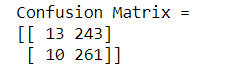 Confusion Matrix =
[[ 13 243]
[ 10 261]]